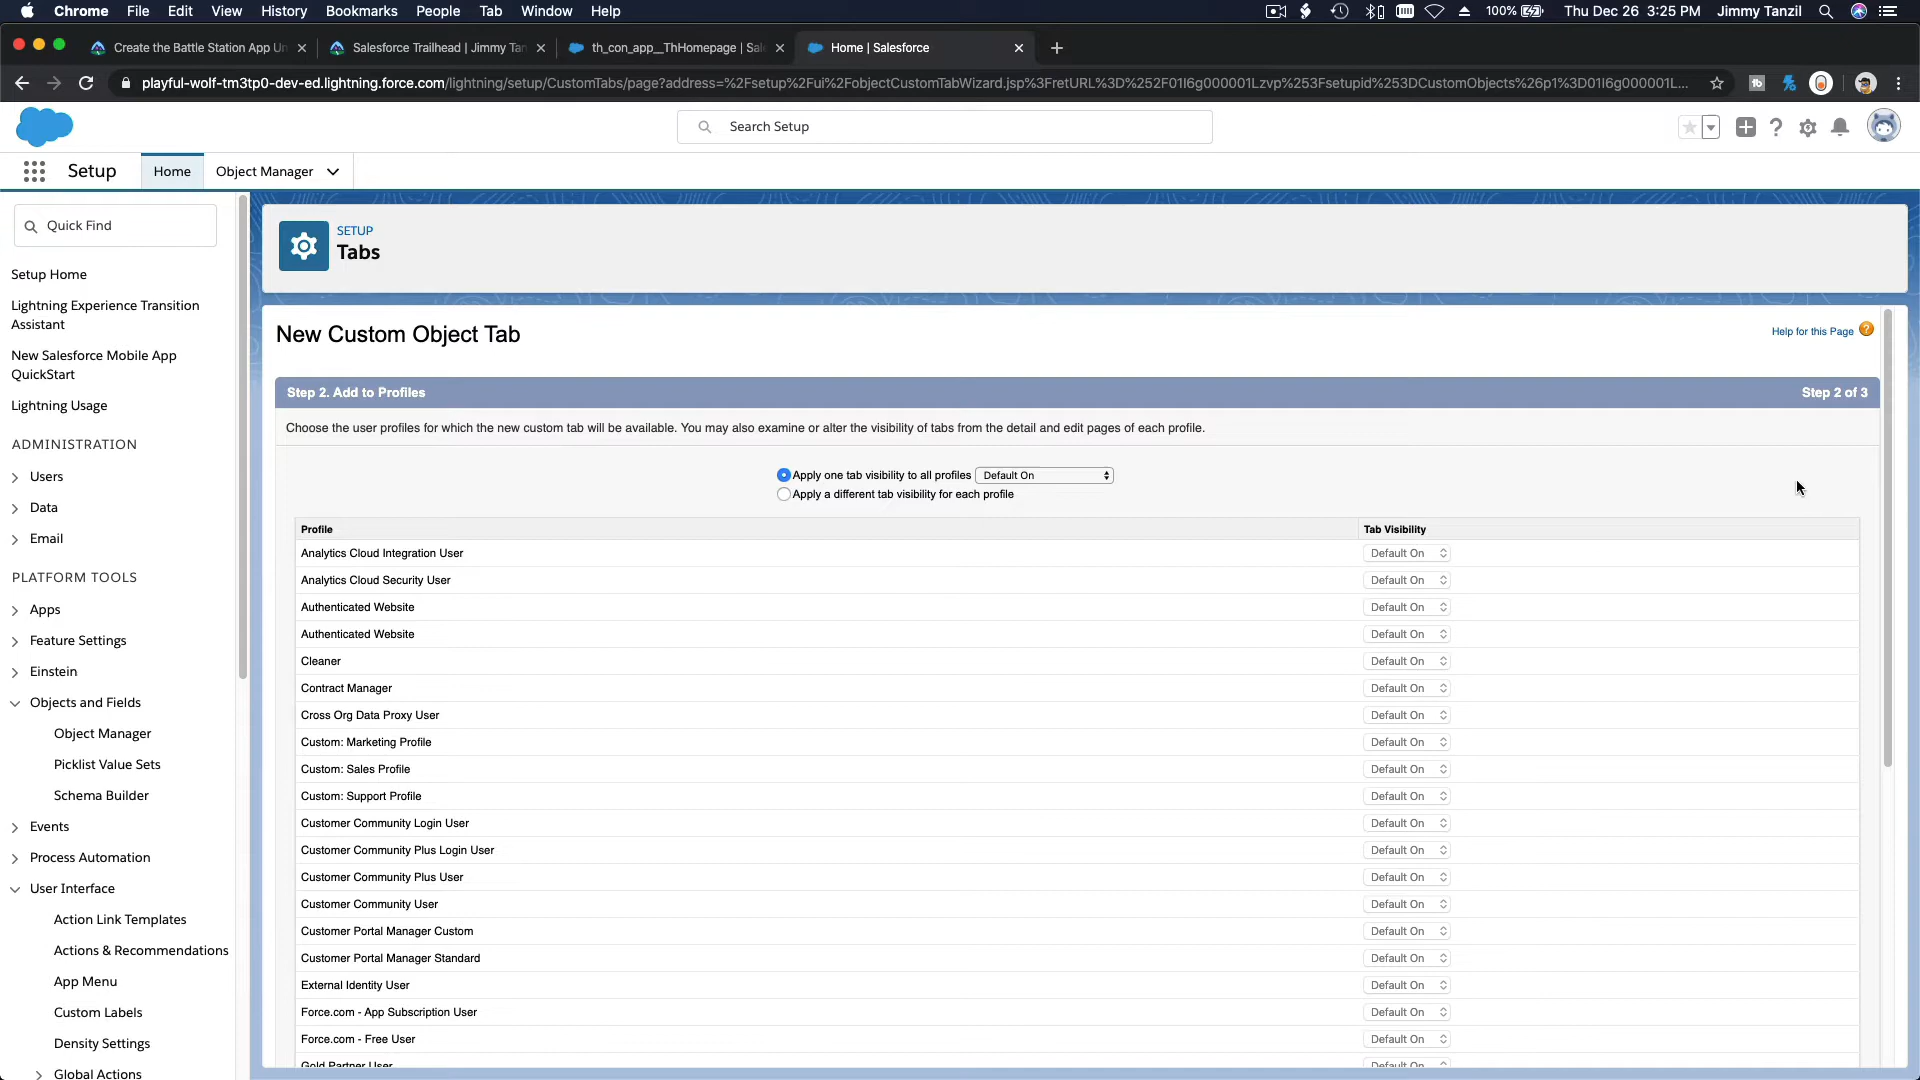 Chrome File Edit View History Bookmarks People Tab Window Help 100% Thu Dec 26 3:25 PM Jimmy Tanzil
Create the Battle Station App Un
Salesforce Trailhead | Jimmy Tan
th_con_app__ThHomepage | Sal
Home | Salesforce
playful-wolf-tm3tp0-dev-ed.lightning.force.com/lightning/setup/CustomTabs/page?address=%2Fsetup%2Fui%2FobjectCustomTabWizard.jsp%3FretURL%3D%252F01I6g000001Lzvp%253Fsetupid%253DCustomObjects%26p1%3D01I6g000001L...
Search Setup
Setup
Home
Object Manager
Quick Find
Setup Home
Lightning Experience Transition
Assistant
New Salesforce Mobile App
QuickStart
Lightning Usage
ADMINISTRATION
Users
Data
Email
PLATFORM TOOLS
Apps
Feature Settings
Einstein
Objects and Fields
Object Manager
Picklist Value Sets
Schema Builder
Events
Process Automation
User Interface
Action Link Templates
Actions & Recommendations
App Menu
Custom Labels
Density Settings
Global Actions
SETUP
Tabs
New Custom Object Tab
Help for this Page ?
Step 2. Add to Profiles Step 2 of 3
Choose the user profiles for which the new custom tab will be available. You may also examine or alter the visibility of tabs from the detail and edit pages of each profile.
Apply one tab visibility to all profiles Default On
Apply a different tab visibility for each profile
Profile Tab Visibility
Analytics Cloud Integration User Default On
Analytics Cloud Security User Default On
Authenticated Website Default On
Authenticated Website Default On
Cleaner Default On
Contract Manager Default On
Cross Org Data Proxy User Default On
Custom: Marketing Profile Default On
Custom: Sales Profile Default On
Custom: Support Profile Default On
Customer Community Login User Default On
Customer Community Plus Login User Default On
Customer Community Plus User Default On
Customer Community User Default On
Customer Portal Manager Custom Default On
Customer Portal Manager Standard Default On
External Identity User Default On
Force.com - App Subscription User Default On
Force.com - Free User Default On
Gold Partner User Default On